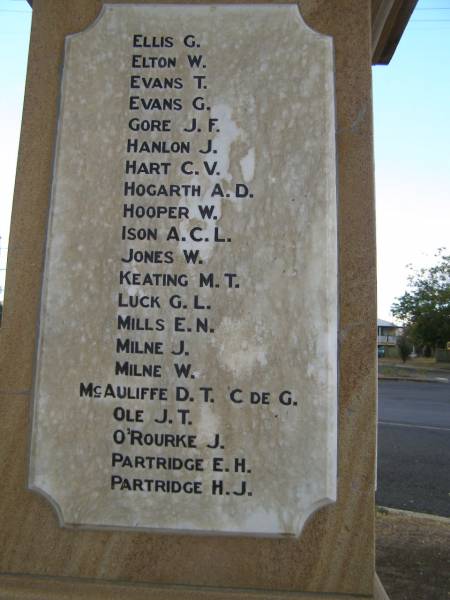 ELLIS G.
ELTON W.
EVANS T.
EVANS G.
GORE J.F.
HANLON J.
HART C.V.
HOGARTH A.D.
HOOPER W.
ISON A.C.L.
JONES W.
KEATING M.T.
LUCK G.L.
MILLS E.N.
MILNE J.
MILNE W.
McAULIFFE D.T. C DE G.
OLE J.T.
O'ROURKE J.
PARTRIDGE E.H.
PARTRIDGE H.J.